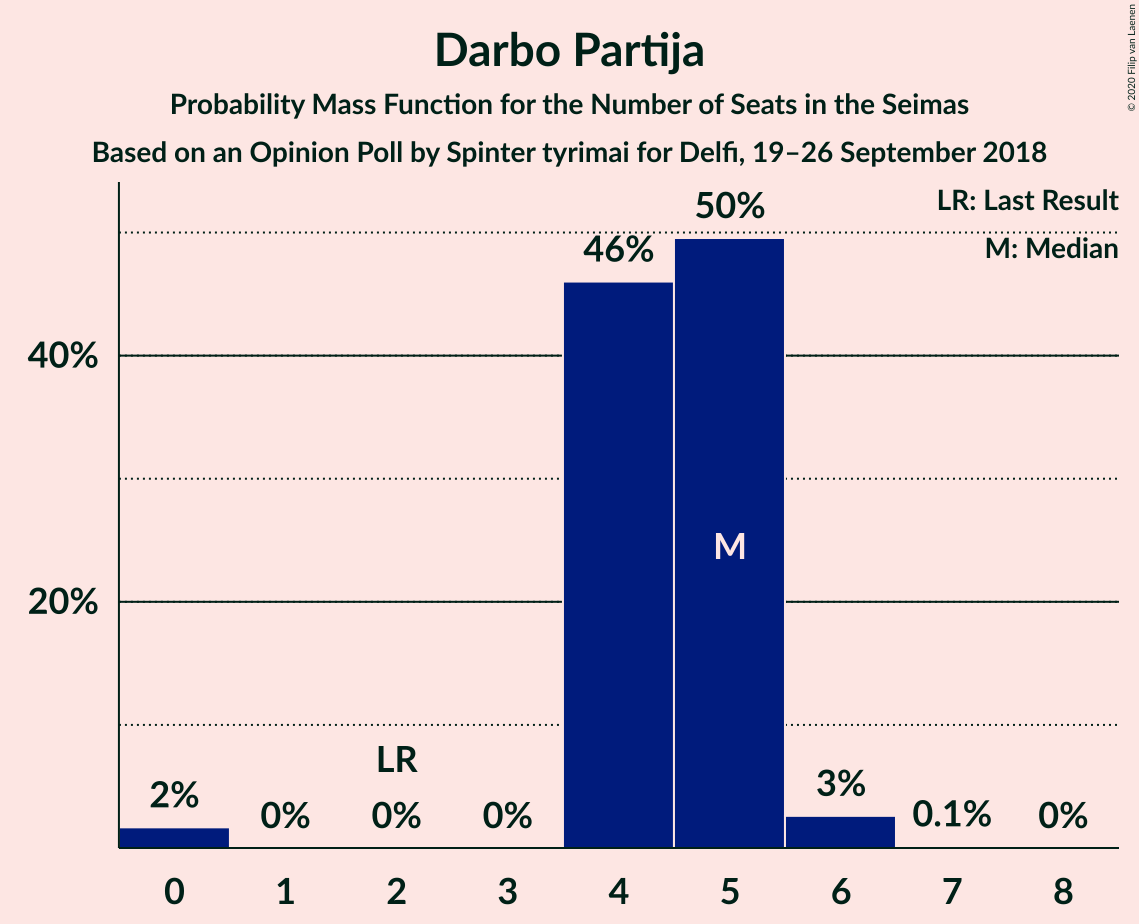 Darbo Partija
Probability Mass Function for the Number of Seats in the Seimas
Based on an Opinion Poll by Spinter tyrimai for Delfi, 19–26 September 2018
© 2020 Filip van Laenen
LR: Last Result
M: Median
50%
46%
40%
M
20%
LR
2%
0%
0%
0%
3%
0.1%
0%
0 1 2 3 4 5 6 7 8